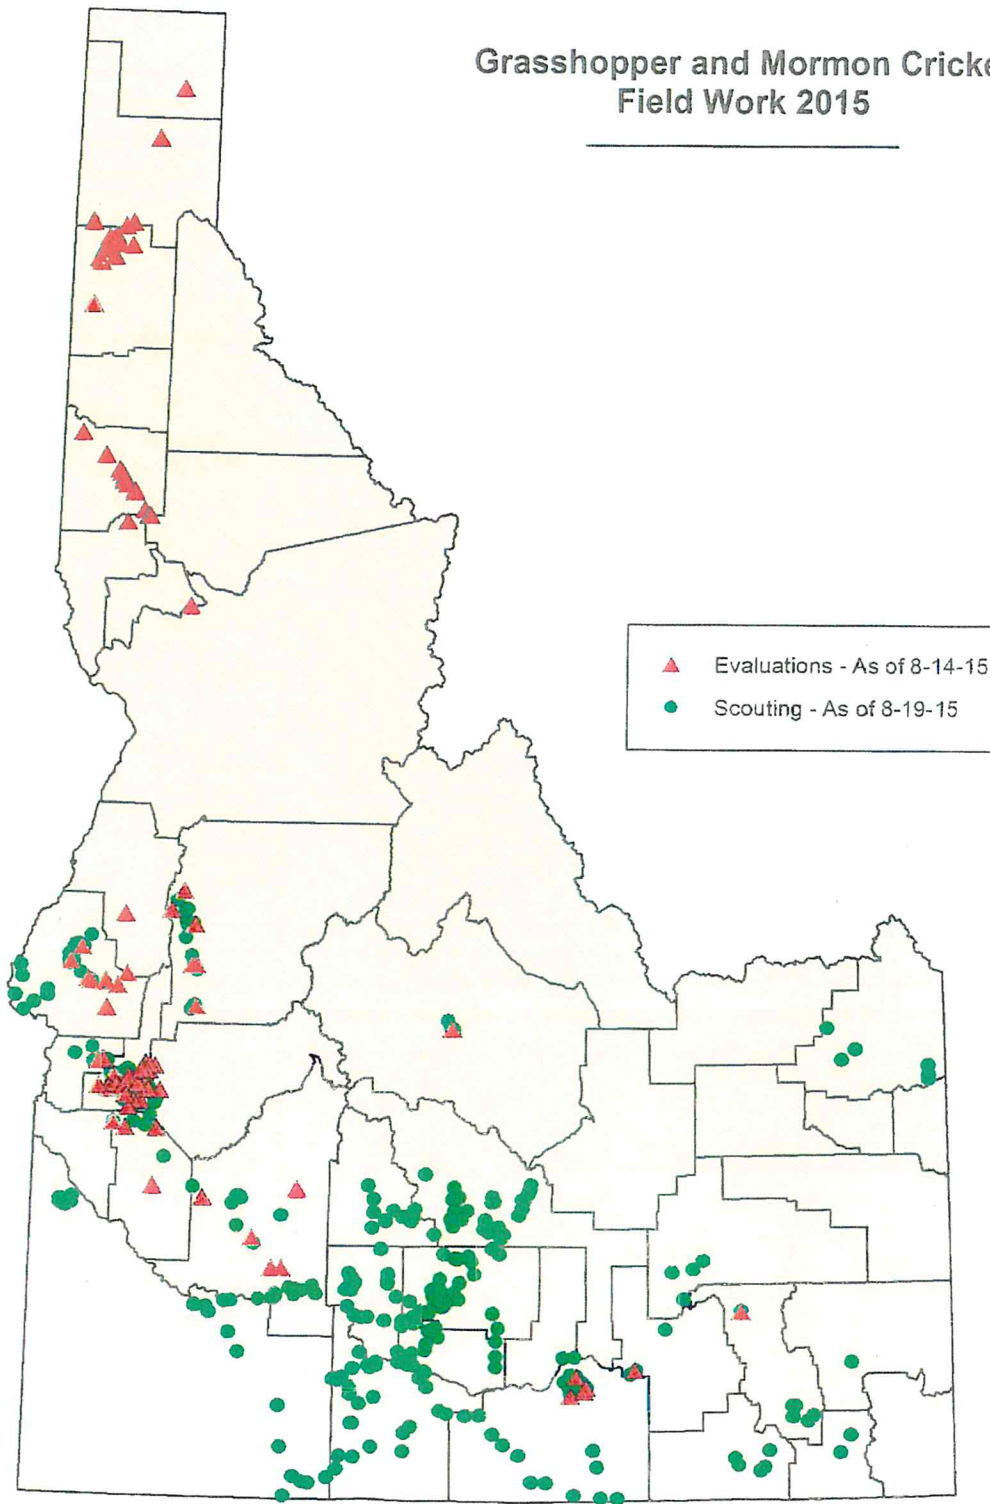 Grasshopper and Mormon Cricke
Field Work 2015
Evaluations - As of 8-14-15
Scouting - As of 8-19-15